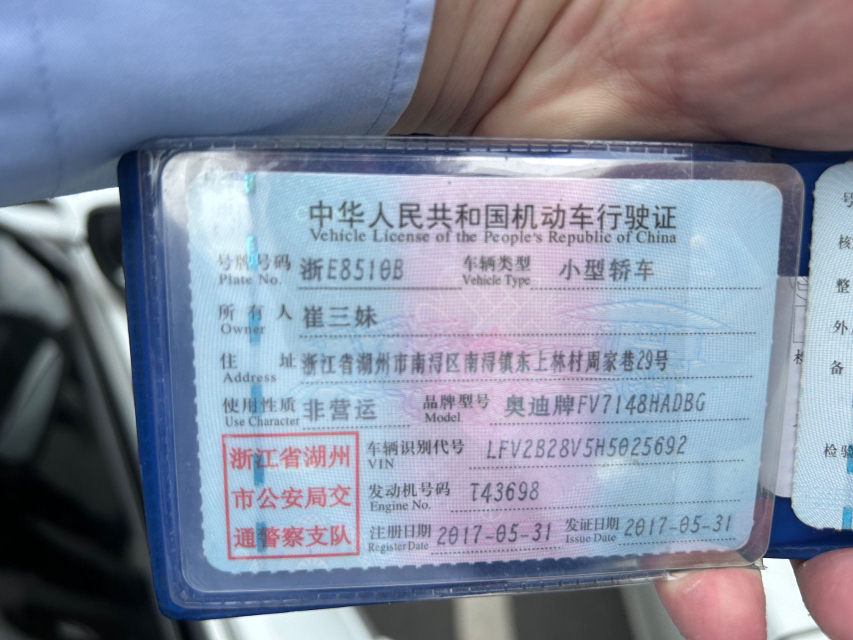 中华人民共和国机动车行驶证
Vehicle License of the People's Republic of China
号牌号码 浙E8510B 车辆类型 小型轿车
Plate No. Vehicle Type
所有人 崔三妹
Owner
住址 浙江省湖州市南浔区南浔镇东上林村周家巷29号
Address
使用性质 非营运 品牌型号 奥迪牌FV7148HADBG
Use Character Model
浙江省湖州
市公安局交
通警察支队
车辆识别代号 LFV2B28V5H5025692
VIN
发动机号码 T43698
Engine No.
注册日期 2017-05-31 发证日期 2017-05-31
Register Date Issue Date
号
核
整
外
备
检验